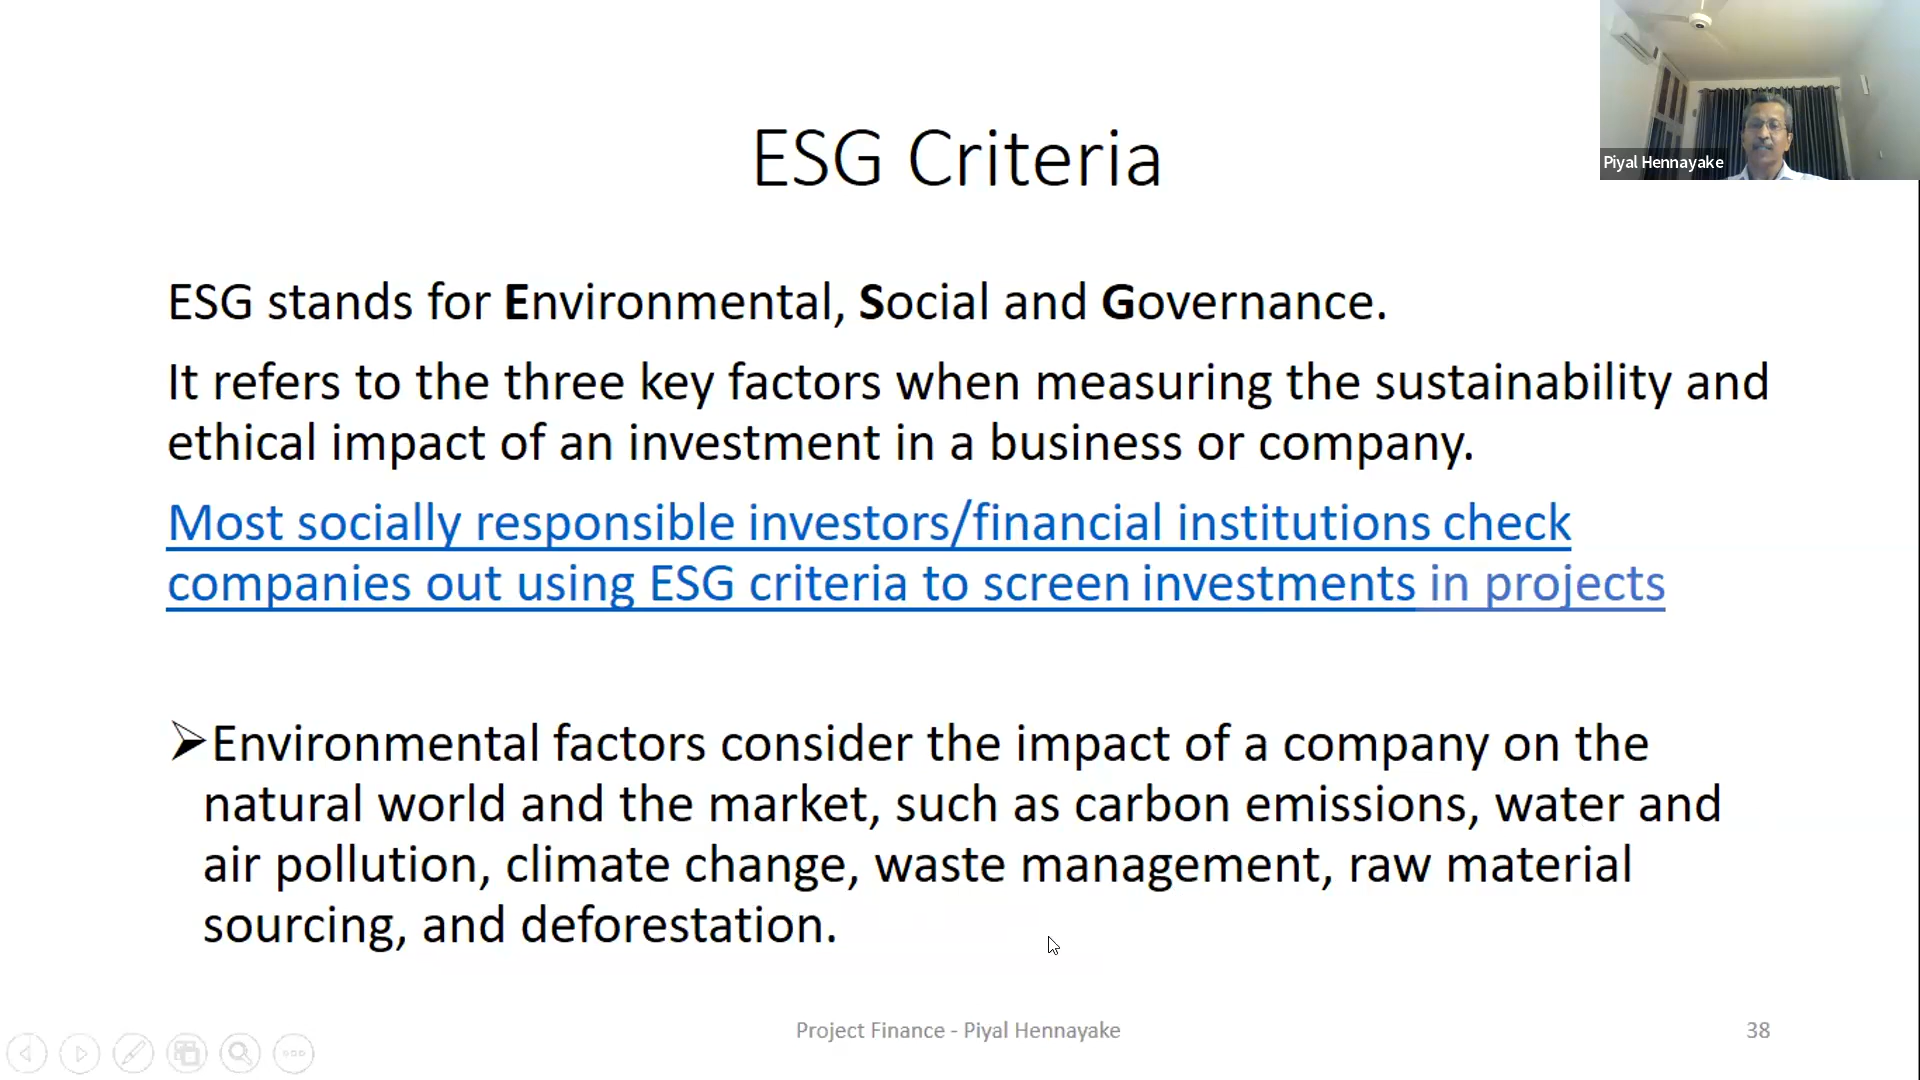 ESG Criteria
Piyal Hennayake
ESG stands for Environmental, Social and Governance.
It refers to the three key factors when measuring the sustainability and
ethical impact of an investment in a business or company.
Most socially responsible investors/financial institutions check
companies out using ESG criteria to screen investments in projects
➢Environmental factors consider the impact of a company on the
natural world and the market, such as carbon emissions, water and
air pollution, climate change, waste management, raw material
sourcing, and deforestation.
Project Finance - Piyal Hennayake
38